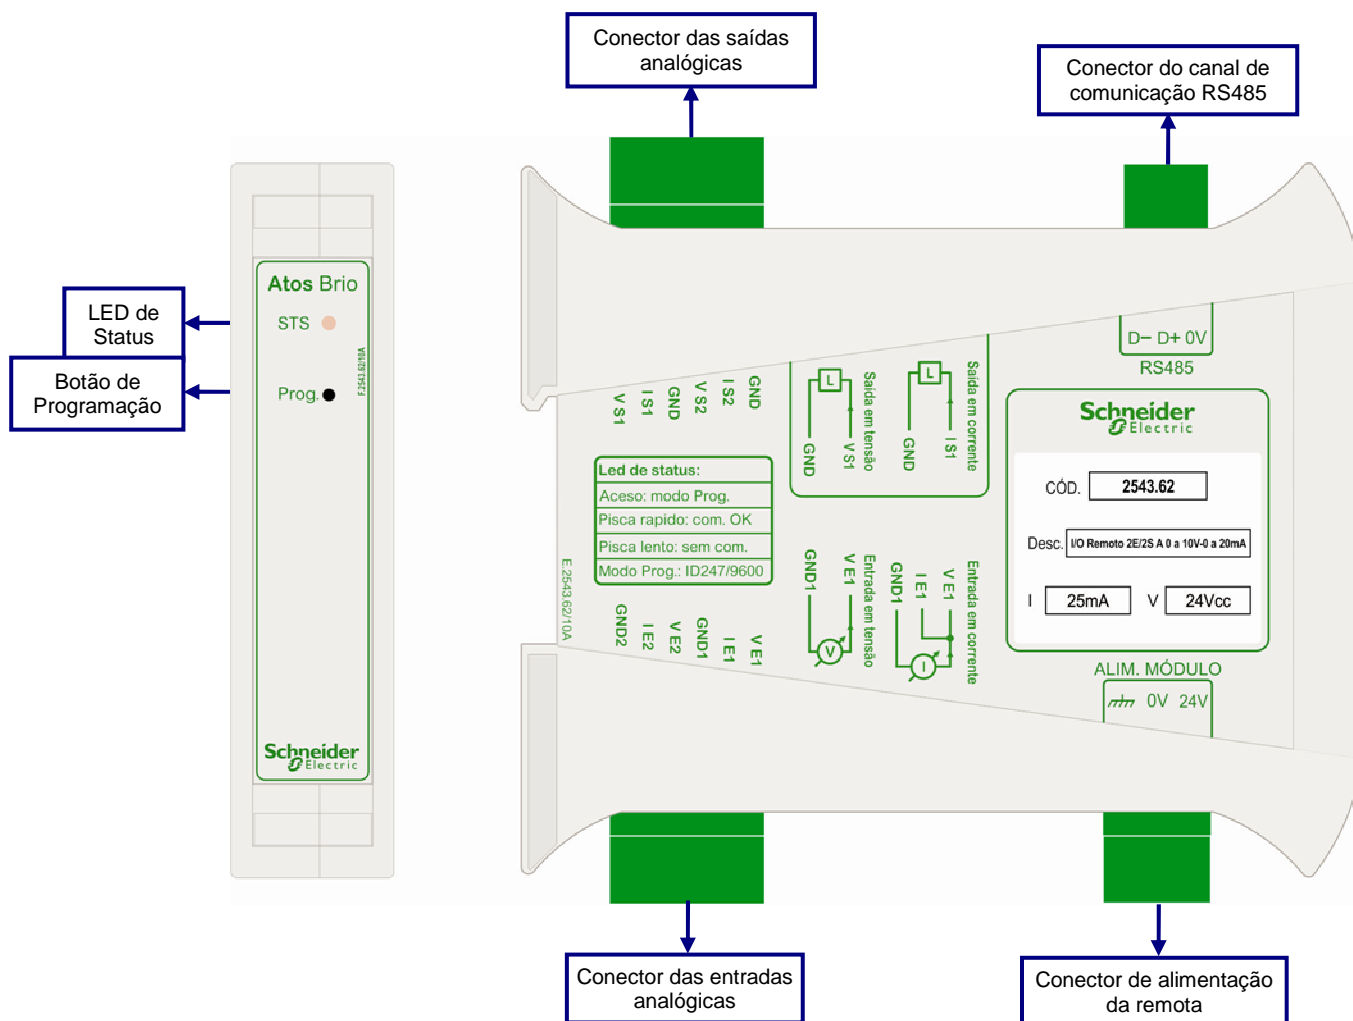 Conector das saídas
analógicas
Conector do canal de
comunicação RS485
LED de
Status
Botão de
Programação
Atos Brio
STS
Prog.
E.2543.62/10A
Schneider
Electric
V S1
I S1
GND
V S2
I S2
GND
Led de status:
Aceso: modo Prog.
Pisca rapido: com. OK
Pisca lento: sem com.
Modo Prog.: ID247/9600
E.2543.62/10A
GND2
I E2
V E2
GND1
I E1
V E1
L
GND
V S1
Saída em tensão
L
GND
I S1
Saída em corrente
GND1
V E1
V
Entrada em tensão
GND1
I E1
V E1
I
Entrada em corrente
D− D+ 0V
RS485
Schneider
Electric
CÓD. 2543.62
Desc. I/O Remoto 2E/2S A 0 a 10V-0 a 20mA
I 25mA V 24Vcc
ALIM. MÓDULO
0V 24V
Conector das entradas
analógicas
Conector de alimentação
da remota